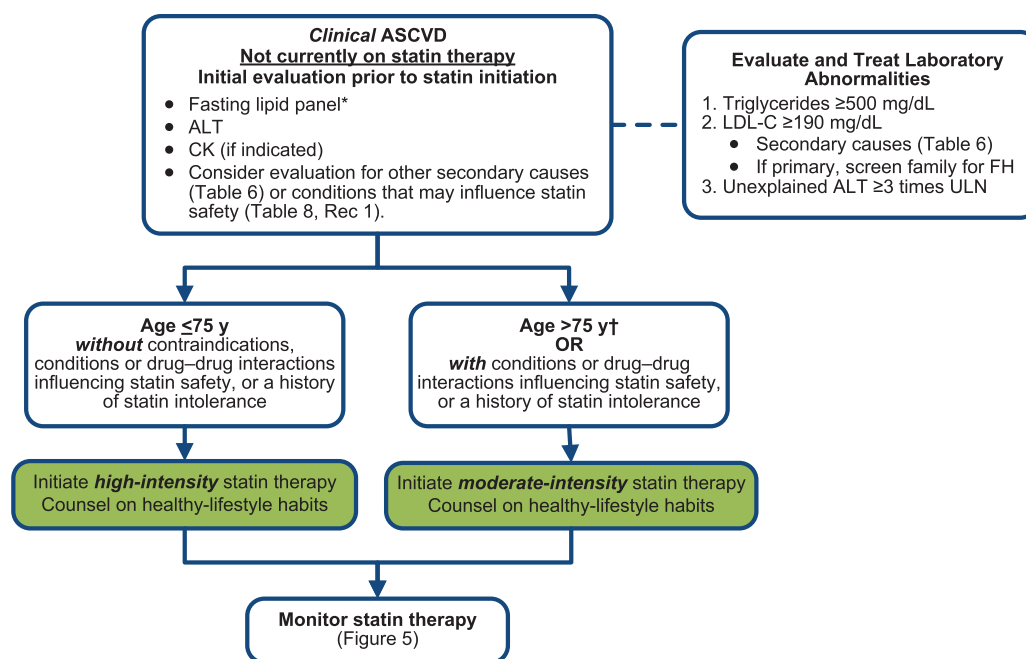 Clinical ASCVD
Not currently on statin therapy
Initial evaluation prior to statin initiation
● Fasting lipid panel*
● ALT
● CK (if indicated)
● Consider evaluation for other secondary causes
(Table 6) or conditions that may influence statin
safety (Table 8, Rec 1).
Evaluate and Treat Laboratory
Abnormalities
1. Triglycerides ≥500 mg/dL
2. LDL-C ≥190 mg/dL
● Secondary causes (Table 6)
● If primary, screen family for FH
3. Unexplained ALT ≥3 times ULN
Age ≤75 y
without contraindications,
conditions or drug–drug interactions
influencing statin safety, or a history
of statin intolerance
Age >75 y†
OR
with conditions or drug–drug
interactions influencing statin safety,
or a history of statin intolerance
Initiate high-intensity statin therapy
Counsel on healthy-lifestyle habits
Initiate moderate-intensity statin therapy
Counsel on healthy-lifestyle habits
Monitor statin therapy
(Figure 5)